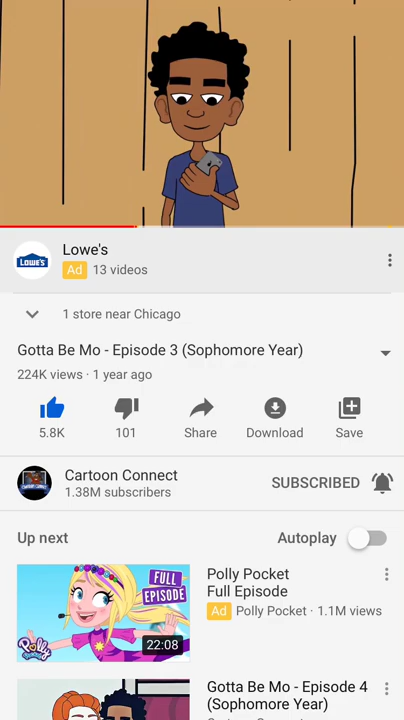 LOWE'S
Lowe's
Ad 13 videos
1 store near Chicago
Gotta Be Mo - Episode 3 (Sophomore Year)
224K views · 1 year ago
5.8K
101
Share
Download
Save
Cartoon Connect
1.38M subscribers
SUBSCRIBED
Up next
Autoplay
FULL
EPISODE
Polly
22:08
Polly Pocket
Full Episode
Ad Polly Pocket · 1.1M views
Gotta Be Mo - Episode 4
(Sophomore Year)